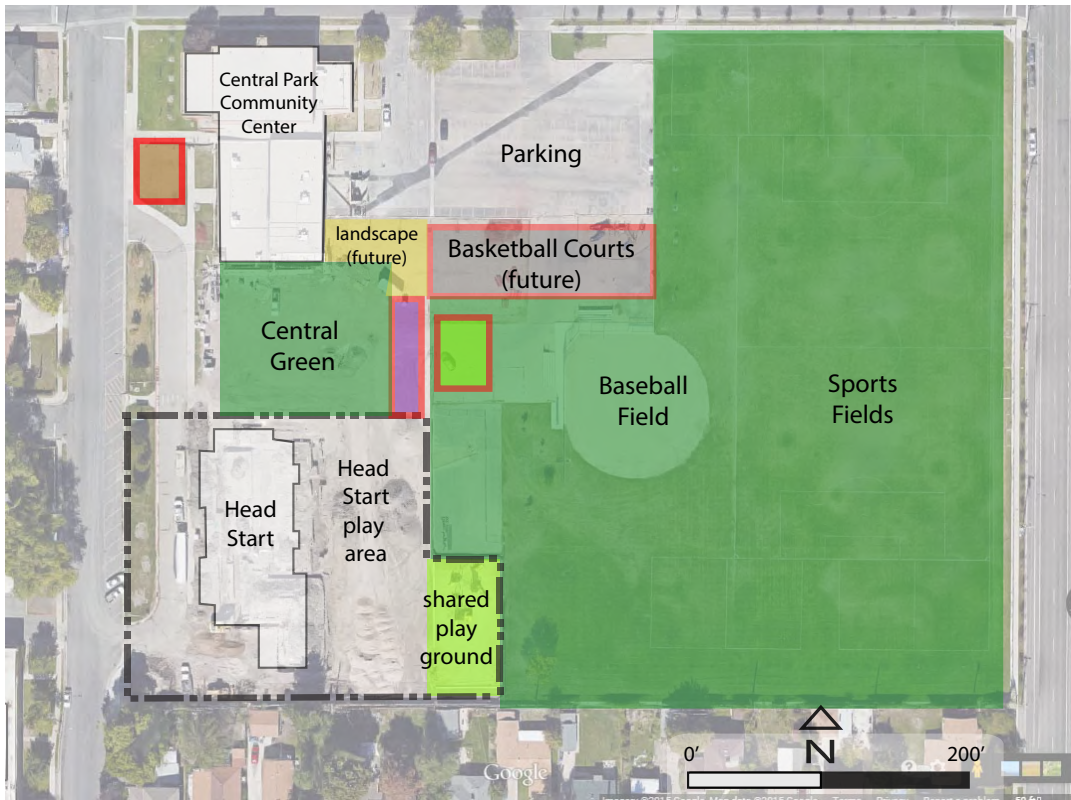 Central Park
Community
Center
Parking
landscape
(future)
Basketball Courts
(future)
Central
Green
Baseball
Field
Sports
Fields
Head
Start
Head
Start
play
area
shared
play
ground
0’
N
200’
Google